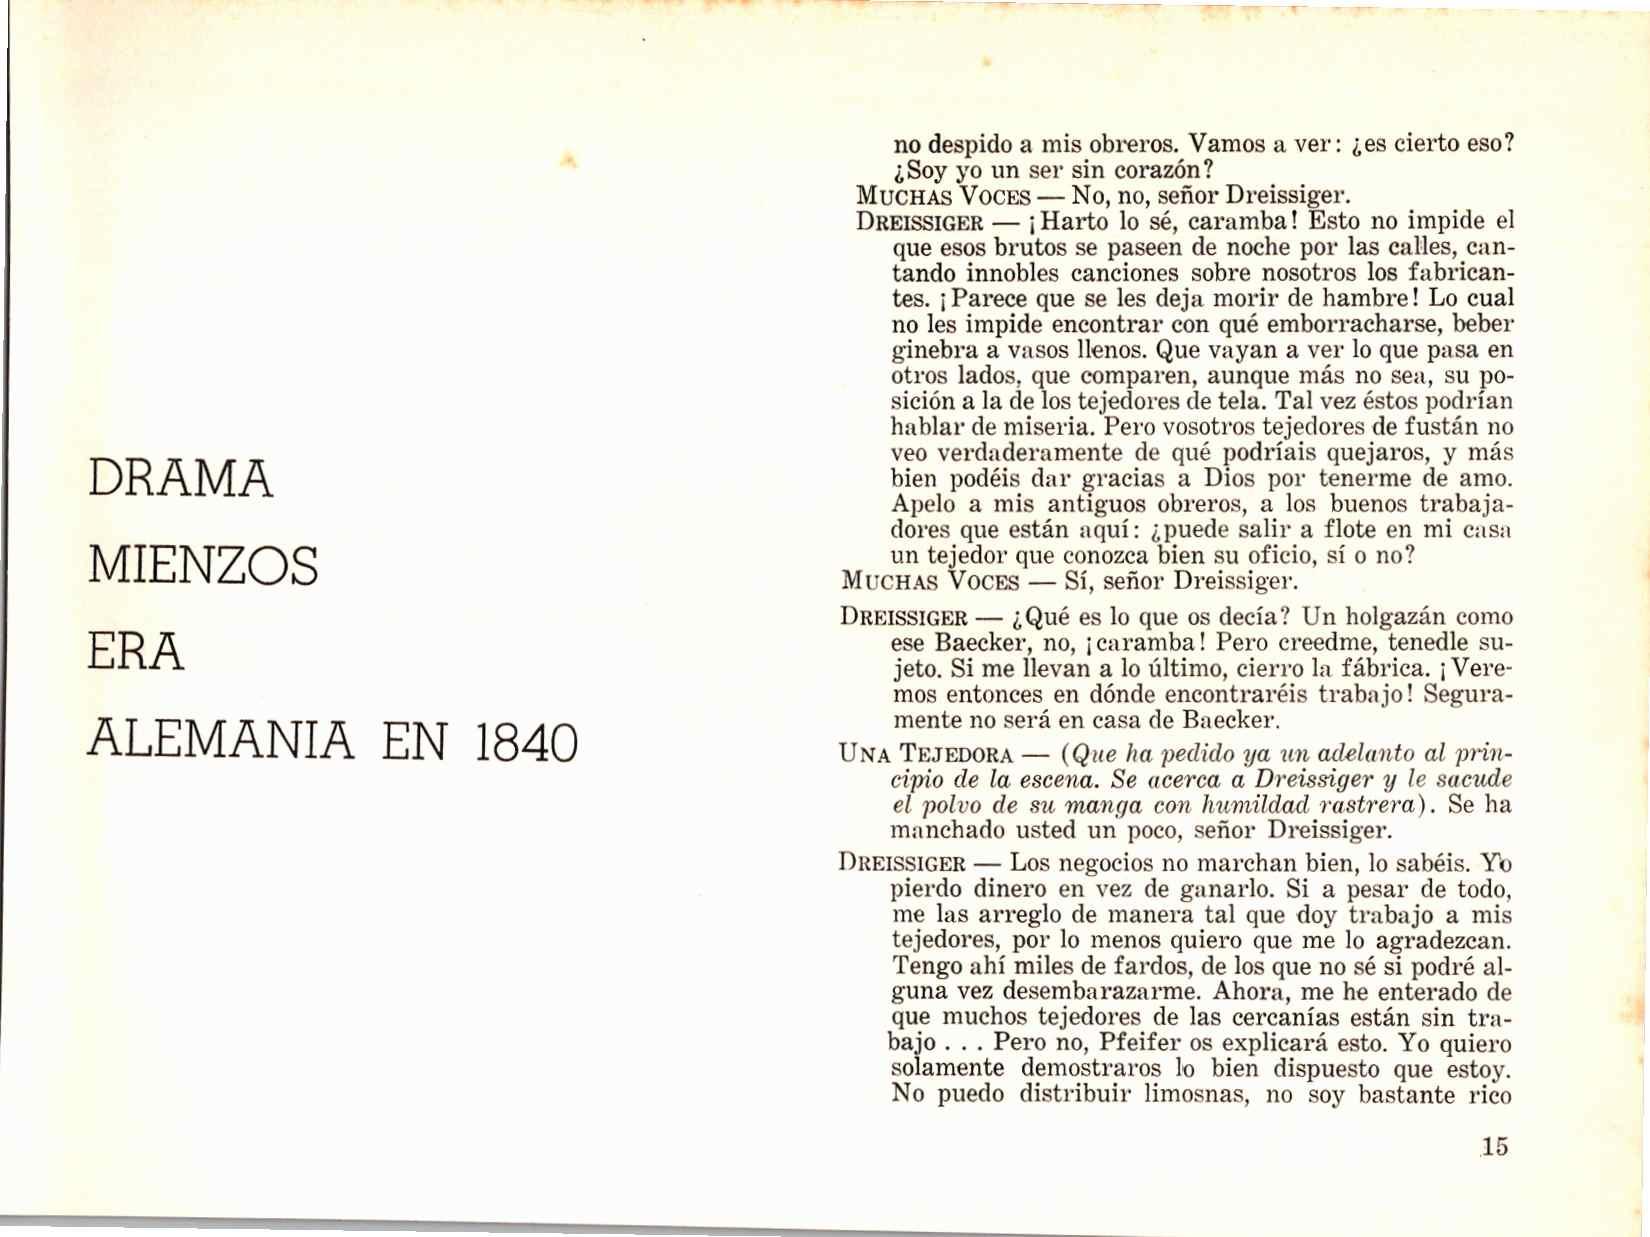 DRAMA
MIENZOS
ERA
ALEMANIA EN 1840
no despido a mis obreros. Vamos a ver: ¿es cierto eso?
¿Soy yo un ser sin corazón?
MUCHAS VOCES — No, no, señor Dreissiger.
DREISSIGER — ¡Harto lo sé, caramba! Esto no impide el
que esos brutos se paseen de noche por las calles, can-
tando innobles canciones sobre nosotros los fabrican-
tes. ¡Parece que se les deja morir de hambre! Lo cual
no les impide encontrar con qué emborracharse, beber
ginebra a vasos llenos. Que vayan a ver lo que pasa en
otros lados, que comparen, aunque más no sea, su po-
sición a la de los tejedores de tela. Tal vez éstos podrían
hablar de miseria. Pero vosotros tejedores de fustán no
veo verdaderamente de qué podríais quejaros, y más
bien podéis dar gracias a Dios por tenerme de amo.
Apelo a mis antiguos obreros, a los buenos trabaja-
dores que están aquí: ¿puede salir a flote en mi casa
un tejedor que conozca bien su oficio, sí o no?
MUCHAS VOCES — Sí, señor Dreissiger.
DREISSIGER — ¿Qué es lo que os decía? Un holgazán como
ese Baecker, no, ¡caramba! Pero creedme, tenedle su-
jeto. Si me llevan a lo último, cierro la fábrica. ¡Vere-
mos entonces en dónde encontraréis trabajo! Segura-
mente no será en casa de Baecker.
UNA TEJEDORA — (Que ha pedido ya un adelanto al prin-
cipio de la escena. Se acerca a Dreissiger y le sacude
el polvo de su manga con humildad rastrera). Se ha
manchado usted un poco, señor Dreissiger.
DREISSIGER — Los negocios no marchan bien, lo sabéis. Yo
pierdo dinero en vez de ganarlo. Si a pesar de todo,
me las arreglo de manera tal que doy trabajo a mis
tejedores, por lo menos quiero que me lo agradezcan.
Tengo ahí miles de fardos, de los que no sé si podré al-
guna vez desembarazarme. Ahora, me he enterado de
que muchos tejedores de las cercanías están sin tra-
bajo . . . Pero no, Pfeifer os explicará esto. Yo quiero
solamente demostraros lo bien dispuesto que estoy.
No puedo distribuir limosnas, no soy bastante rico
15